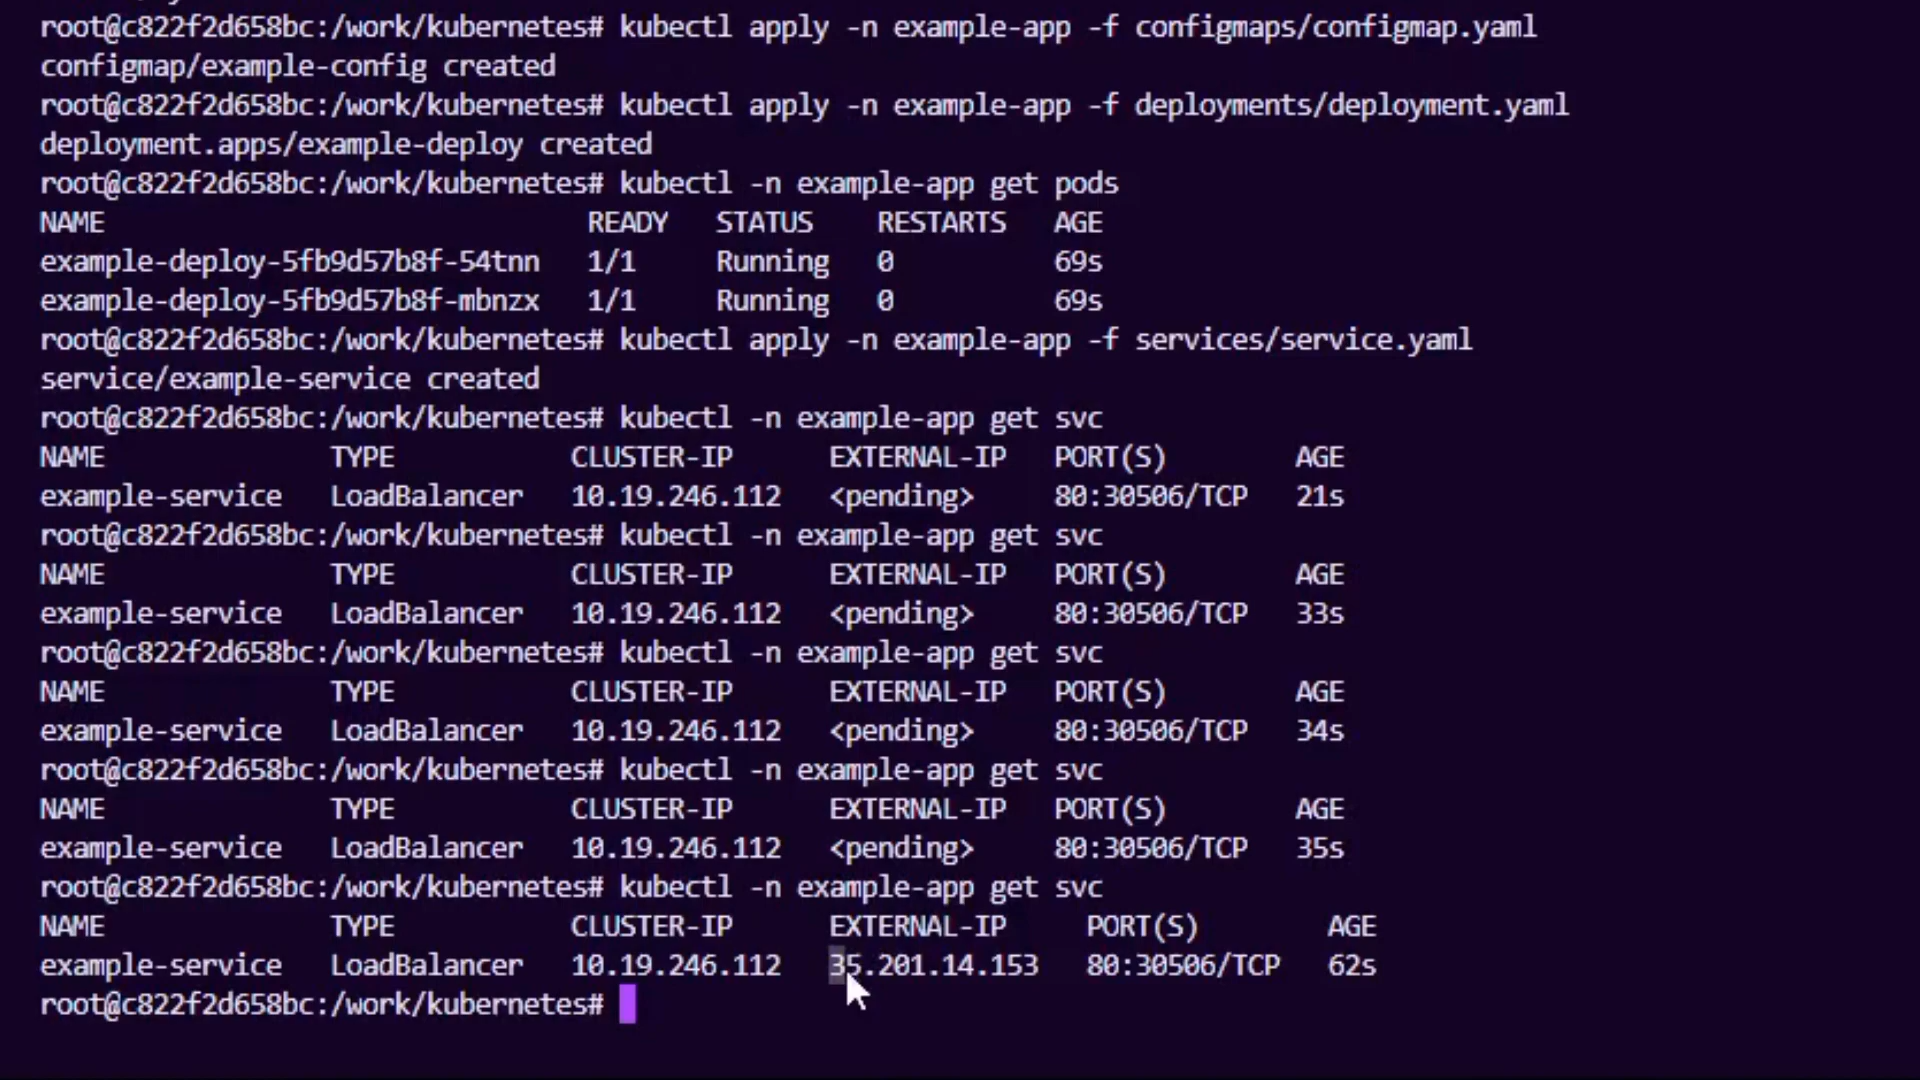 root@c822f2d658bc:/work/kubernetes# kubectl apply -n example-app -f configmaps/configmap.yaml
configmap/example-config created
root@c822f2d658bc:/work/kubernetes# kubectl apply -n example-app -f deployments/deployment.yaml
deployment.apps/example-deploy created
root@c822f2d658bc:/work/kubernetes# kubectl -n example-app get pods
NAME READY STATUS RESTARTS AGE
example-deploy-5fb9d57b8f-54tnn 1/1 Running 0 69s
example-deploy-5fb9d57b8f-mbnzx 1/1 Running 0 69s
root@c822f2d658bc:/work/kubernetes# kubectl apply -n example-app -f services/service.yaml
service/example-service created
root@c822f2d658bc:/work/kubernetes# kubectl -n example-app get svc
NAME TYPE CLUSTER-IP EXTERNAL-IP PORT(S) AGE
example-service LoadBalancer 10.19.246.112 <pending> 80:30506/TCP 21s
root@c822f2d658bc:/work/kubernetes# kubectl -n example-app get svc
NAME TYPE CLUSTER-IP EXTERNAL-IP PORT(S) AGE
example-service LoadBalancer 10.19.246.112 <pending> 80:30506/TCP 33s
root@c822f2d658bc:/work/kubernetes# kubectl -n example-app get svc
NAME TYPE CLUSTER-IP EXTERNAL-IP PORT(S) AGE
example-service LoadBalancer 10.19.246.112 <pending> 80:30506/TCP 34s
root@c822f2d658bc:/work/kubernetes# kubectl -n example-app get svc
NAME TYPE CLUSTER-IP EXTERNAL-IP PORT(S) AGE
example-service LoadBalancer 10.19.246.112 <pending> 80:30506/TCP 35s
root@c822f2d658bc:/work/kubernetes# kubectl -n example-app get svc
NAME TYPE CLUSTER-IP EXTERNAL-IP PORT(S) AGE
example-service LoadBalancer 10.19.246.112 35.201.14.153 80:30506/TCP 62s
root@c822f2d658bc:/work/kubernetes#